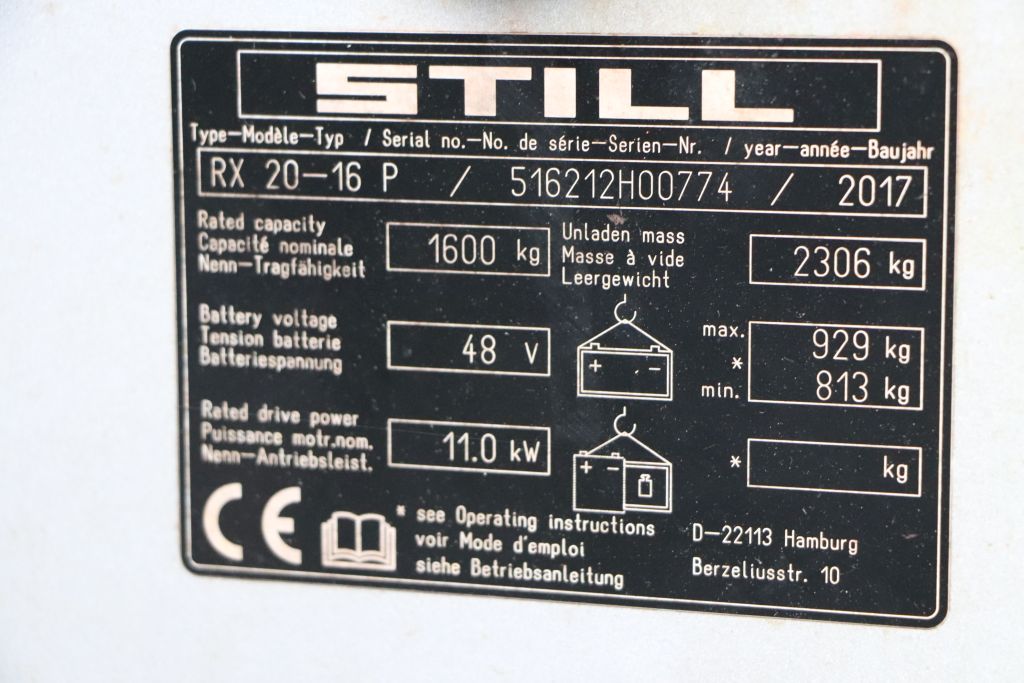 STILL
Type-Modèle-Typ / Serial no.-No. de série-Serien-Nr. / year-année-Baujahr
RX 20-16 P / 516212H00774 / 2017
Rated capacity
Capacité nominale
Nenn-Tragfähigkeit
1600 kg
Unladen mass
Masse à vide
Leergewicht
2306 kg
Battery voltage
Tension batterie
Batteriespannung
48 V
+ -
max.
*
min.
929 kg
813 kg
Rated drive power
Puissance motr.nom.
Nenn-Antriebsleist.
11.0 kW
+ -
*
kg
CE
* see Operating instructions
voir Mode d'emploi
siehe Betriebsanleitung
D-22113 Hamburg
Berzeliusstr. 10